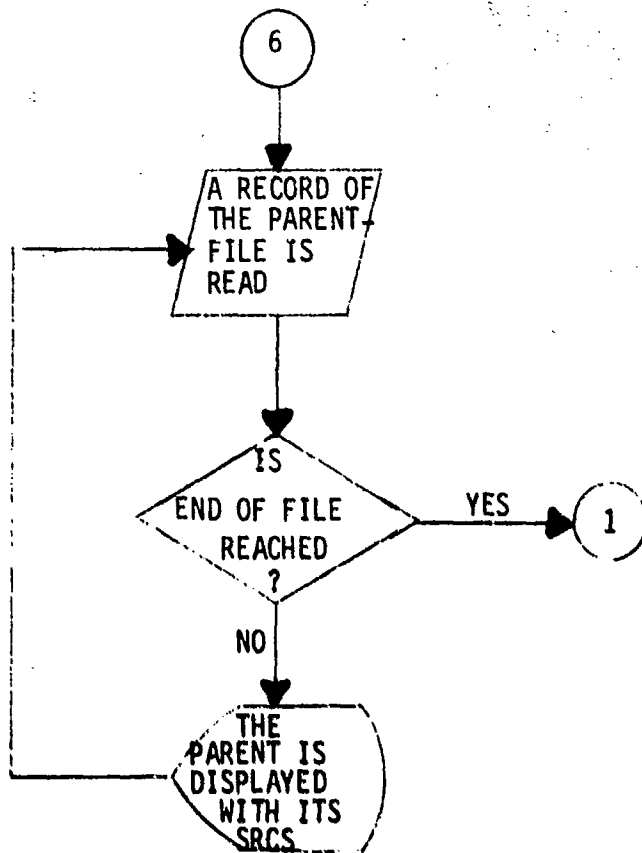 6
A RECORD OF
THE PARENT-
FILE IS
READ
IS
END OF FILE
REACHED
?
YES
1
NO
THE
PARENT IS
DISPLAYED
WITH ITS
SRCS